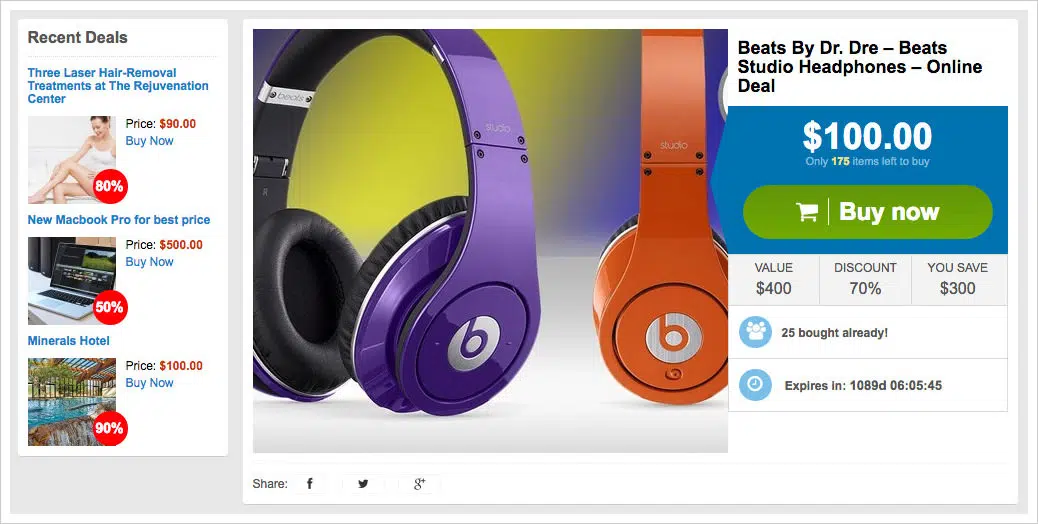 Recent Deals
Three Laser Hair-Removal
Treatments at The Rejuvenation
Center
Price: $90.00
Buy Now
80%
New Macbook Pro for best price
Price: $500.00
Buy Now
50%
Minerals Hotel
Price: $100.00
Buy Now
90%
beats
R
studio
studio
b
b
Beats By Dr. Dre – Beats
Studio Headphones – Online
Deal
$100.00
Only 175 items left to buy
Buy now
VALUE DISCOUNT YOU SAVE
$400 70% $300
25 bought already!
Expires in: 1089d 06:05:45
Share: f g+